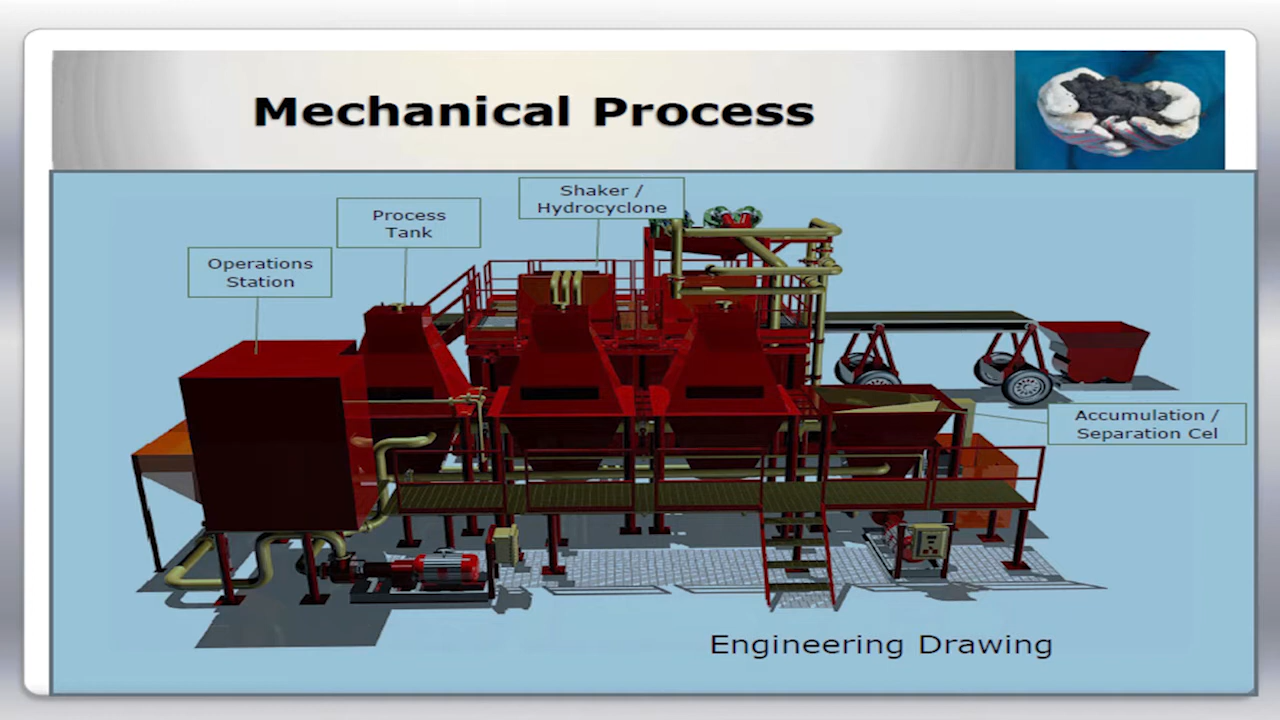 Mechanical Process
Shaker /
Hydrocyclone
Process
Tank
Operations
Station
Accumulation /
Separation Cel
Engineering Drawing